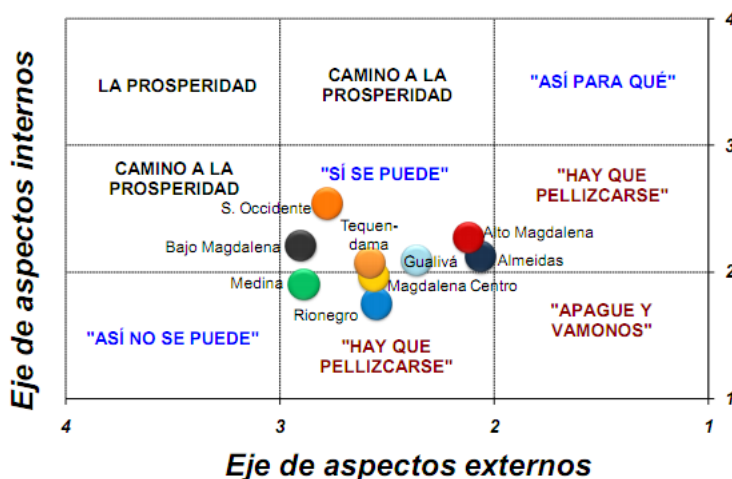 4
LA PROSPERIDAD
CAMINO A LA
PROSPERIDAD
"ASÍ PARA QUÉ"
3
CAMINO A LA
PROSPERIDAD
"SÍ SE PUEDE"
"HAY QUE
PELLIZCARSE"
S. Occidente
Tequen-
dama
Alto Magdalena
Bajo Magdalena
Gualivá
Almeidas
2
Medina
Magdalena Centro
Rionegro
"ASÍ NO SE PUEDE"
"HAY QUE
PELLIZCARSE"
"APAGUE Y
VAMONOS"
1
4
3
2
1
Eje de aspectos internos
Eje de aspectos externos